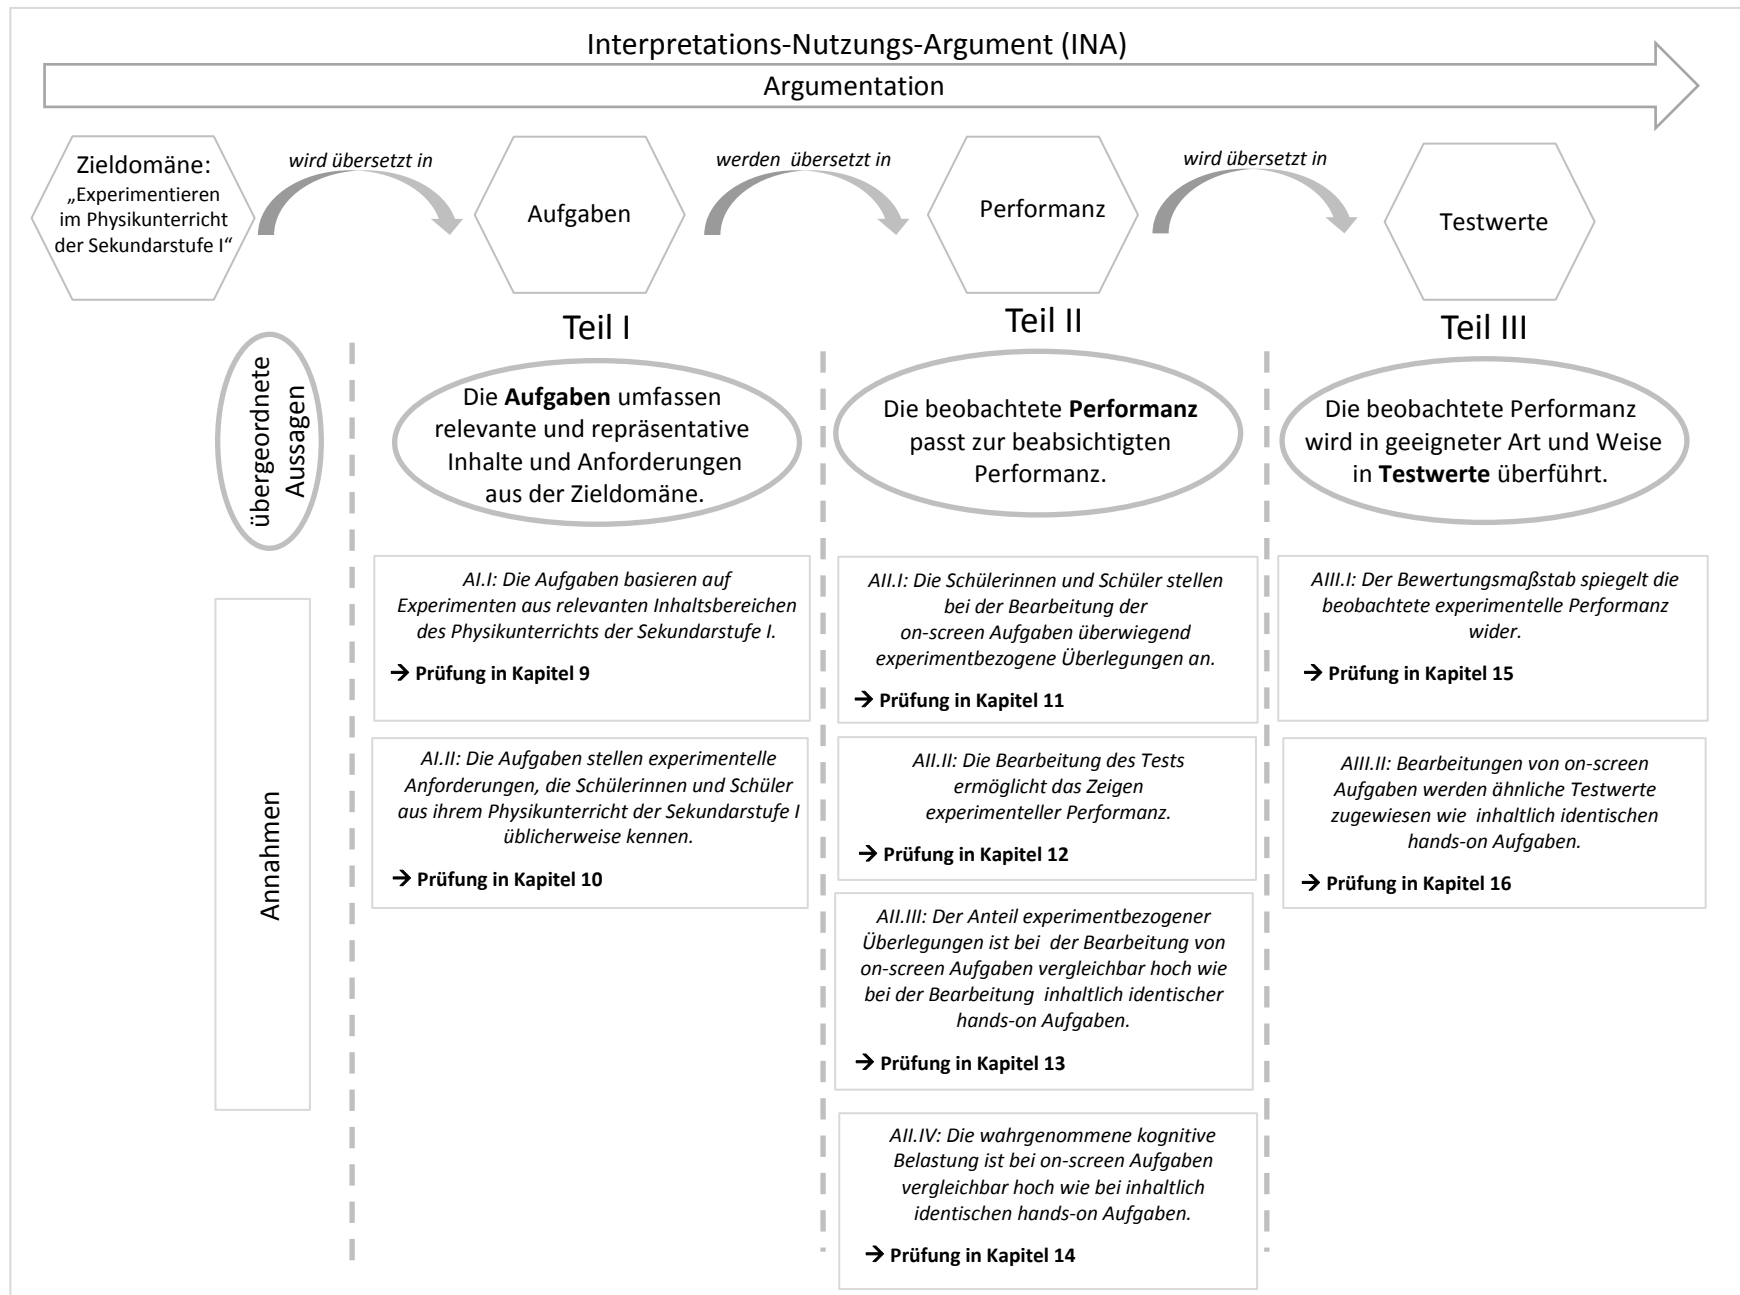 Interpretations-Nutzungs-Argument (INA)
Argumentation
Zieldomäne:
„Experimentieren
im Physikunterricht
der Sekundarstufe I“
wird übersetzt in
Aufgaben
werden übersetzt in
Performanz
wird übersetzt in
Testwerte
übergeordnete
Aussagen
Teil I
Die Aufgaben umfassen
relevante und repräsentative
Inhalte und Anforderungen
aus der Zieldomäne.
Teil II
Die beobachtete Performanz
passt zur beabsichtigten
Performanz.
Teil III
Die beobachtete Performanz
wird in geeigneter Art und Weise
in Testwerte überführt.
Annahmen
AI.I: Die Aufgaben basieren auf
Experimenten aus relevanten Inhaltsbereichen
des Physikunterrichts der Sekundarstufe I.
→ Prüfung in Kapitel 9
AI.II: Die Aufgaben stellen experimentelle
Anforderungen, die Schülerinnen und Schüler
aus ihrem Physikunterricht der Sekundarstufe I
üblicherweise kennen.
→ Prüfung in Kapitel 10
AII.I: Die Schülerinnen und Schüler stellen
bei der Bearbeitung der
on-screen Aufgaben überwiegend
experimentbezogene Überlegungen an.
→ Prüfung in Kapitel 11
AII.II: Die Bearbeitung des Tests
ermöglicht das Zeigen
experimenteller Performanz.
→ Prüfung in Kapitel 12
AII.III: Der Anteil experimentbezogener
Überlegungen ist bei der Bearbeitung von
on-screen Aufgaben vergleichbar hoch wie
bei der Bearbeitung inhaltlich identischer
hands-on Aufgaben.
→ Prüfung in Kapitel 13
AII.IV: Die wahrgenommene kognitive
Belastung ist bei on-screen Aufgaben
vergleichbar hoch wie bei inhaltlich
identischen hands-on Aufgaben.
→ Prüfung in Kapitel 14
AIII.I: Der Bewertungsmaßstab spiegelt die
beobachtete experimentelle Performanz
wider.
→ Prüfung in Kapitel 15
AIII.II: Bearbeitungen von on-screen
Aufgaben werden ähnliche Testwerte
zugewiesen wie inhaltlich identischen
hands-on Aufgaben.
→ Prüfung in Kapitel 16